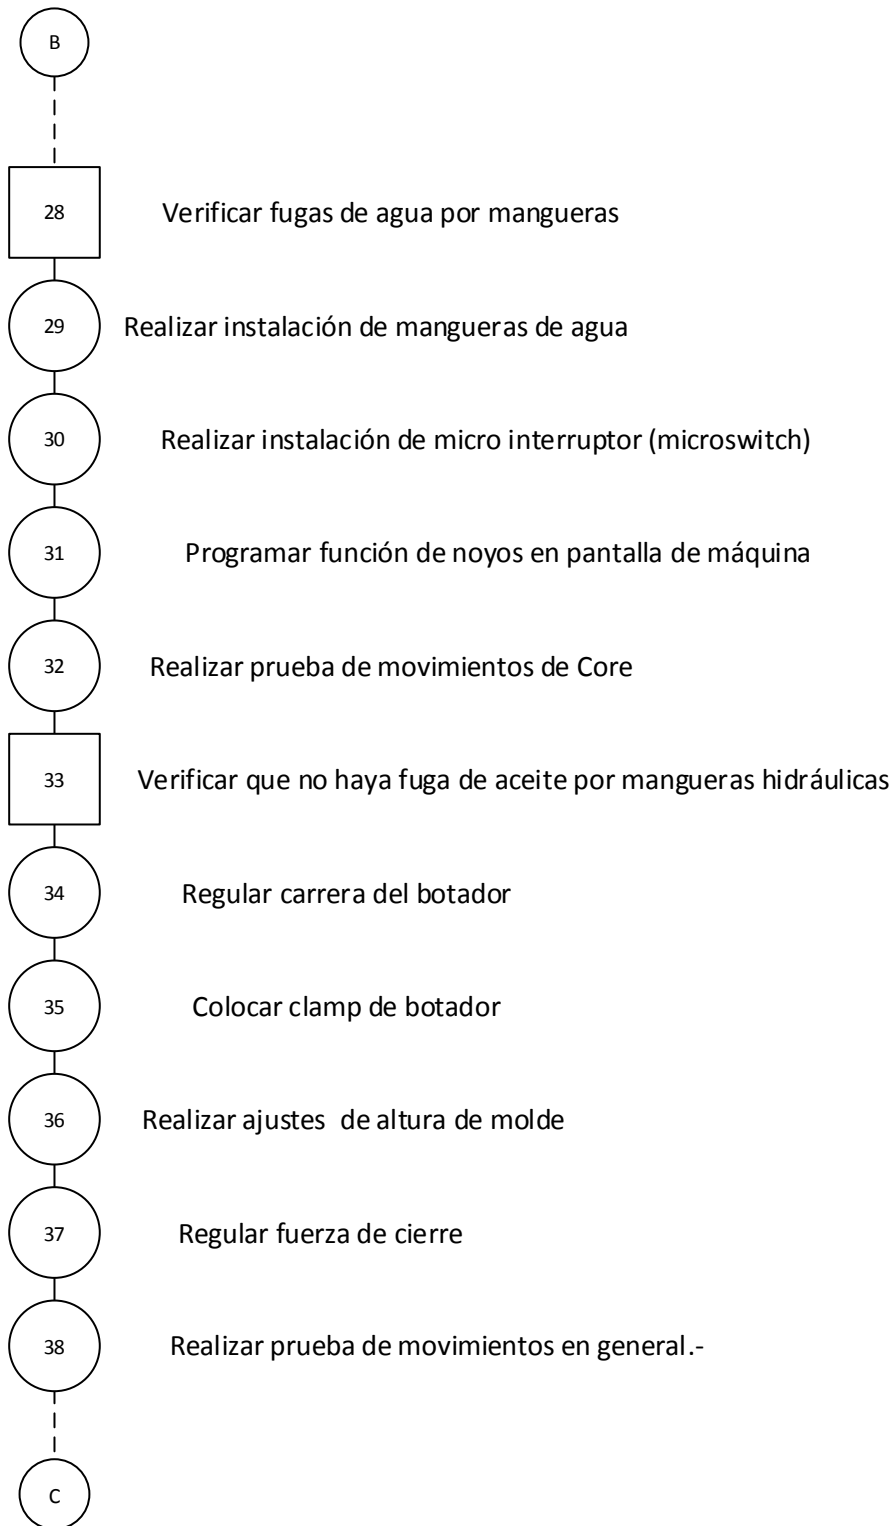 B
28 Verificar fugas de agua por mangueras
29 Realizar instalación de mangueras de agua
30 Realizar instalación de micro interruptor (microswitch)
31 Programar función de noyos en pantalla de máquina
32 Realizar prueba de movimientos de Core
33 Verificar que no haya fuga de aceite por mangueras hidráulicas
34 Regular carrera del botador
35 Colocar clamp de botador
36 Realizar ajustes  de altura de molde
37 Regular fuerza de cierre
38 Realizar prueba de movimientos en general.-
C